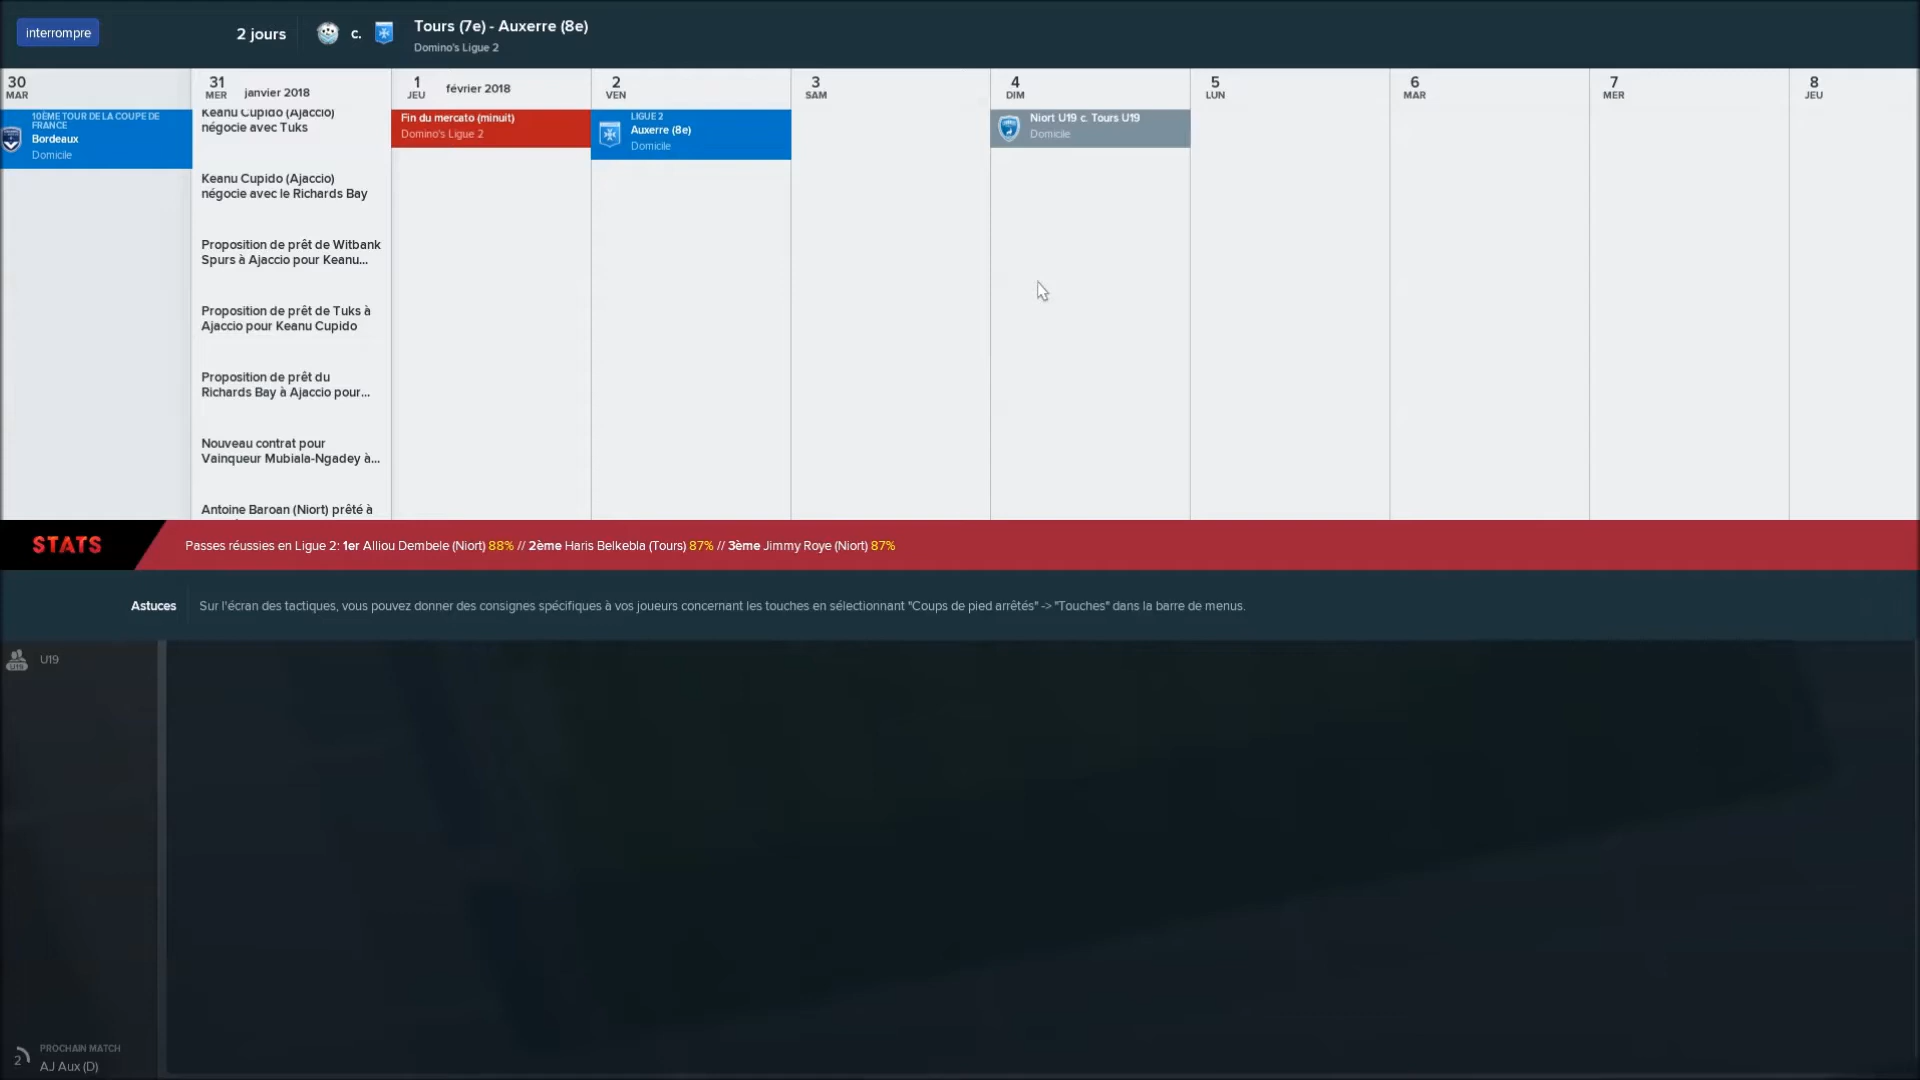 interrompre
2 jours
c.
Tours (7e) - Auxerre (8e)
Domino's Ligue 2
30
MAR
31
MER
janvier 2018
1
JEU
février 2018
2
VEN
3
SAM
4
DIM
5
LUN
6
MAR
7
MER
8
JEU
10ÈME TOUR DE LA COUPE DE
FRANCE
Bordeaux
Domicile
Keanu Cupido (Ajaccio)
négocie avec Tuks
Keanu Cupido (Ajaccio)
négocie avec le Richards Bay
Proposition de prêt de Witbank
Spurs à Ajaccio pour Keanu...
Proposition de prêt de Tuks à
Ajaccio pour Keanu Cupido
Proposition de prêt du
Richards Bay à Ajaccio pour...
Nouveau contrat pour
Vainqueur Mubiala-Ngadey à...
Antoine Baroan (Niort) prêté à
Fin du mercato (minuit)
Domino's Ligue 2
LIGUE 2
Auxerre (8e)
Domicile
Niort U19 c. Tours U19
Domicile
STATS
Passes réussies en Ligue 2: 1er Alliou Dembele (Niort) 88% // 2ème Haris Belkebla (Tours) 87% // 3ème Jimmy Roye (Niort) 87%
Astuces
Sur l'écran des tactiques, vous pouvez donner des consignes spécifiques à vos joueurs concernant les touches en sélectionnant "Coups de pied arrêtés" -> "Touches" dans la barre de menus.
U19
2
PROCHAIN MATCH
AJ Aux (D)